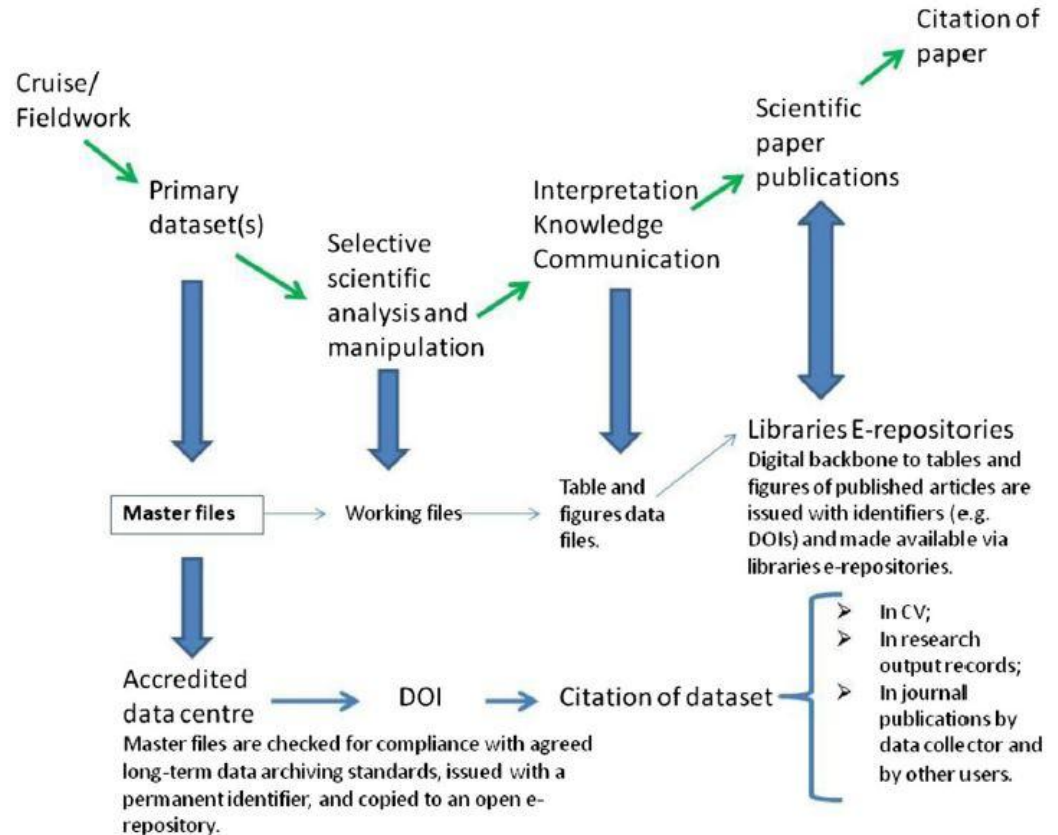 Citation of
paper
Cruise/
Fieldwork
Scientific
paper
publications
Primary
dataset(s)
Interpretation
Knowledge
Communication
Selective
scientific
analysis and
manipulation
Libraries E-repositories
Digital backbone to tables and
figures of published articles are
issued with identifiers (e.g.
DOIs) and made available via
libraries e-repositories.
Master files
Working files
Table and
figures data
files.
Accredited
data centre
Master files are checked for compliance with agreed
long-term data archiving standards, issued with a
permanent identifier, and copied to an open e-
repository.
DOI
Citation of dataset
➢ In CV;
➢ In research
output records;
➢ In journal
publications by
data collector and
by other users.